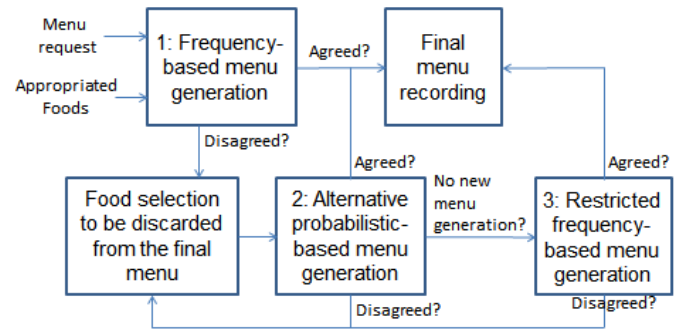 Menu
request
Appropriated
Foods
1: Frequency-
based menu
generation
Agreed?
Final
menu
recording
Disagreed?
Agreed?
Agreed?
Food selection
to be discarded
from the final
menu
2: Alternative
probabilistic-
based menu
generation
No new
menu
generation?
3: Restricted
frequency-
based menu
generation
Disagreed?
Disagreed?